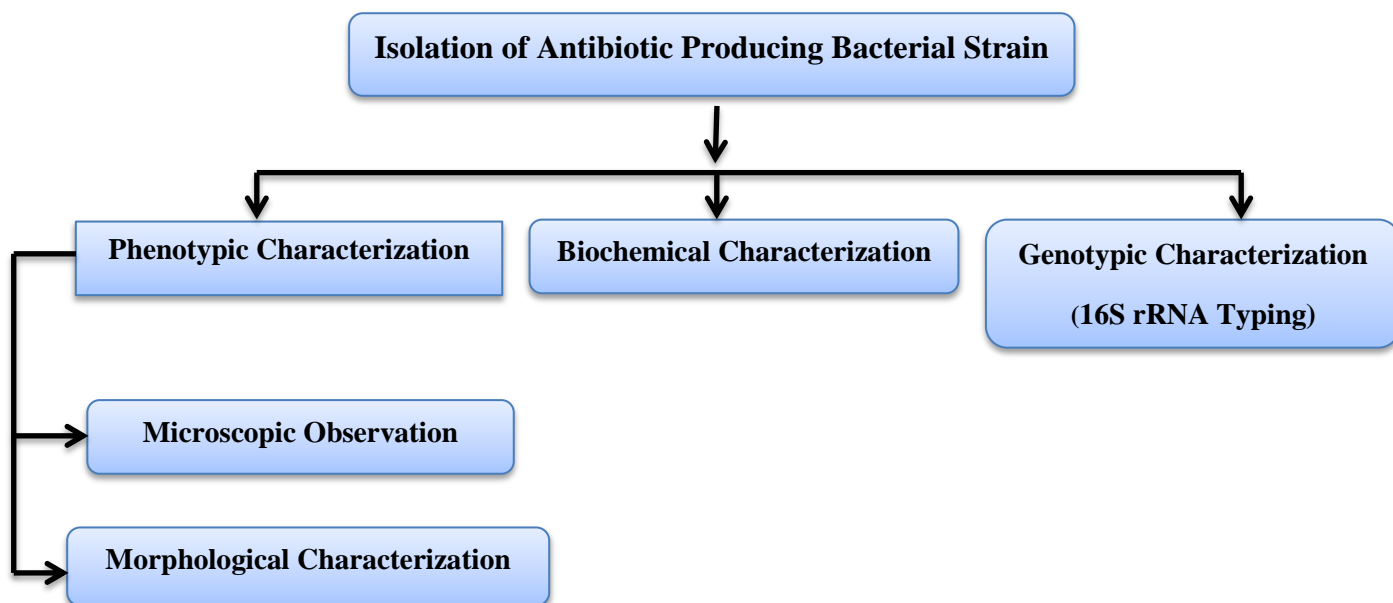 Isolation of Antibiotic Producing Bacterial Strain
Phenotypic Characterization
Biochemical Characterization
Genotypic Characterization
(16S rRNA Typing)
Microscopic Observation
Morphological Characterization